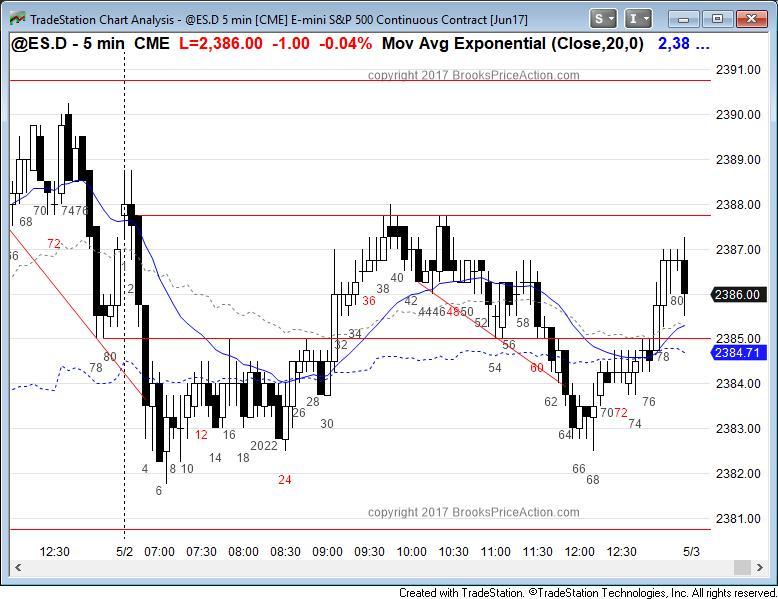 TradeStation Chart Analysis - @ES.D 5 min [CME] E-mini S&P 500 Continuous Contract [Jun17]
S I
@ES.D - 5 min CME L=2,386.00 -1.00 -0.04% Mov Avg Exponential (Close,20,0) 2,38 ...
copyright 2017 BrooksPriceAction.com
2391.00
2390.00
2389.00
2388.00
2387.00
2386.00
2385.00
2384.71
2384.00
2383.00
2382.00
2381.00
68 70 7476
66 72
78 80
2
4 6 8 10
12 14 16 18
2022 24
26 28 30
32 34 36 38 40
42 4446 4850
52 54 56 58
60 62 64
66 68
7072 74 76
78 80
copyright 2017 BrooksPriceAction.com
12:30 5/2 07:00 07:30 08:00 08:30 09:00 09:30 10:00 10:30 11:00 11:30 12:00 12:30 5/3
Created with TradeStation. ©TradeStation Technologies, Inc. All rights reserved.